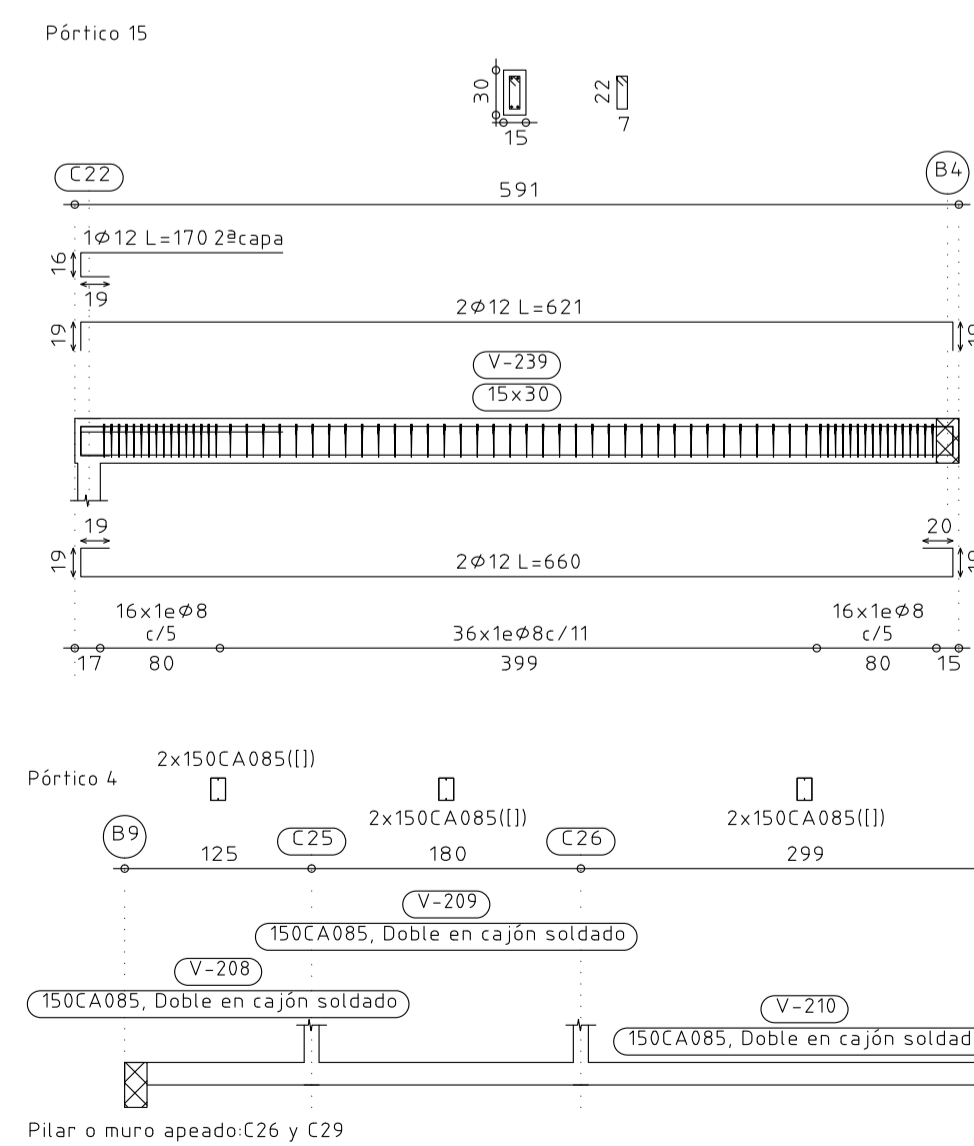 Pórtico 15
30
15
22
7
C22
B4
591
1Ø12 L=170 2ªcapa
16
19
2Ø12 L=621
19
19
V-239
15x30
19
20
19
2Ø12 L=660
19
16x1eØ8
c/5
36x1eØ8c/11
16x1eØ8
c/5
17
80
399
80
15
Pórtico 4
2x150CA085([])
2x150CA085([])
2x150CA085([])
B9
125
C25
180
C26
299
V-209
150CA085, Doble en cajón soldado
V-208
150CA085, Doble en cajón soldado
V-210
150CA085, Doble en cajón soldad
Pilar o muro apeado:C26 y C29